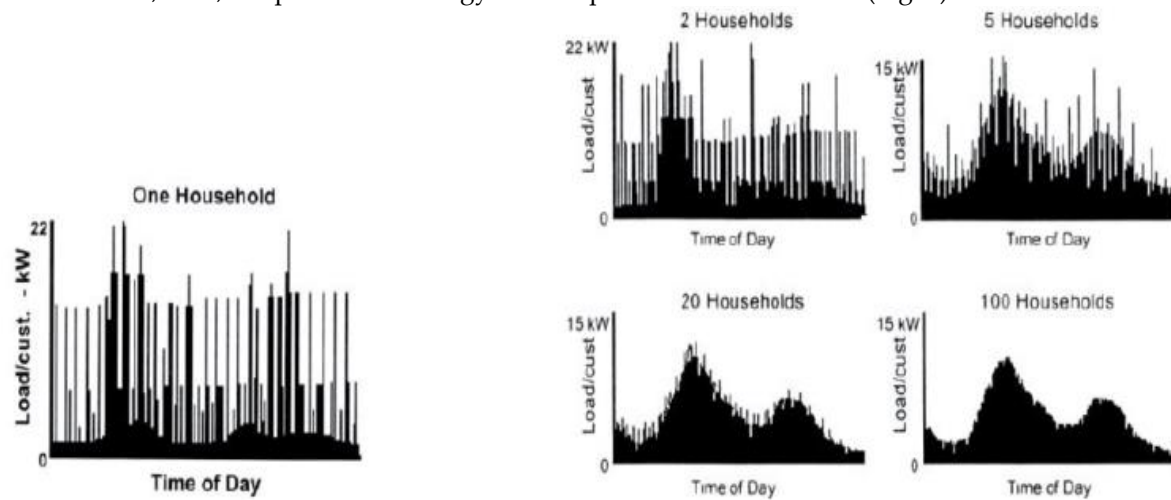 2 Households
22 kW
Load/cust
0
Time of Day
5 Households
15 kW
Load/cust
0
Time of Day
One Household
22
Load/cust. - kW
0
Time of Day
20 Households
15 kW
Load/cust
0
Time of Day
100 Households
15 kW
Load/cust
0
Time of Day